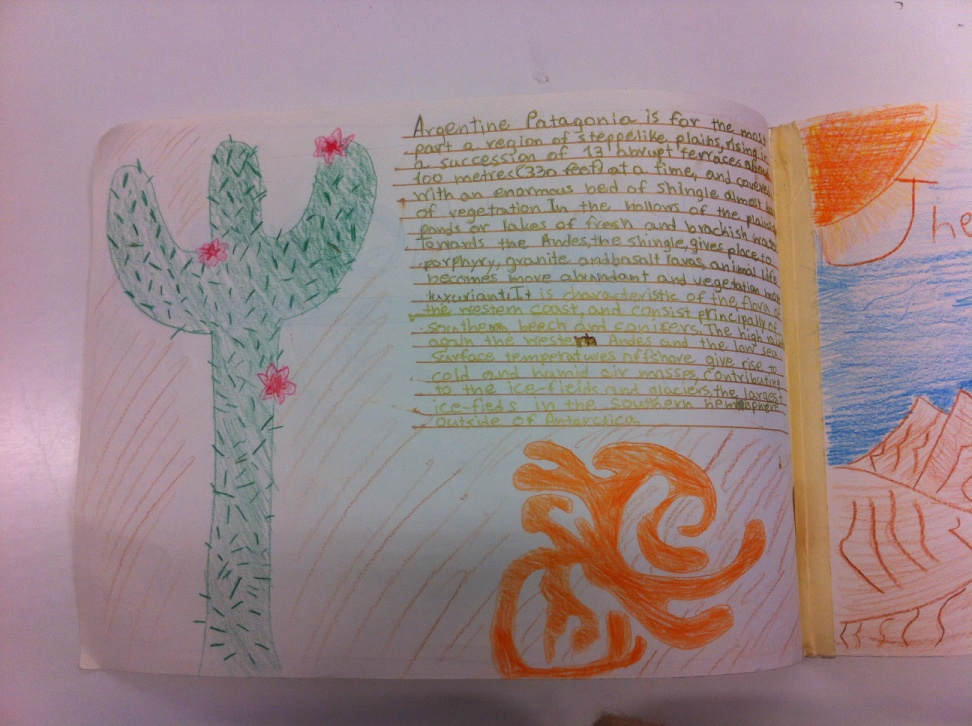 Argentine Patagonia is for the most
part a region of steppelike plains, rising in
a succession of 13 abrupt terraces about
100 metres (330 feet) at a time, and covered
with an enormous bed of shingle almost
of vegetation. In the hollows of the plains
ponds or lakes of fresh and brackish
Towards the Andes, the shingle, gives place to
porphyry, granite and basalt lavas, animal life
becomes more abundant and vegetation more
luxuriant. It is characteristic of the flora of
the western coast, and consist principally of
southern beech and conifers. The high rain
again the western Andes and the low sea
surface temperatures offshore give rise to
cold and humid air masses contributing
to the ice-fields and glaciers, the largest
ice-fieds in the Southern hemisphere
outside of Antarcaica
The